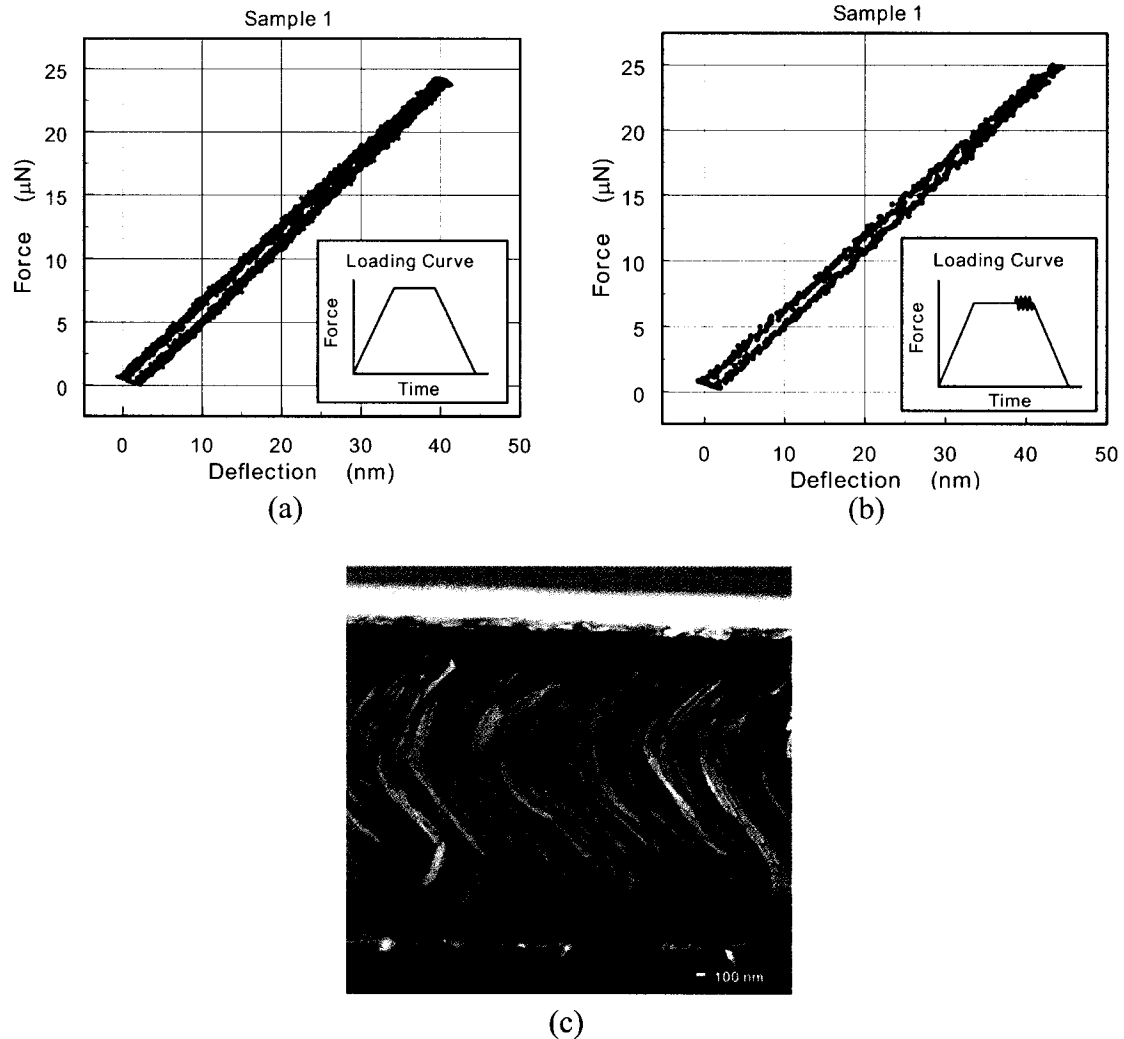 Sample 1
25
20
15
10
5
0
Force (μN)
Loading Curve
Force
Time
0 10 20 30 40 50
Deflection (nm)
(a)
Sample 1
25
20
15
10
5
0
Force (μN)
Loading Curve
Force
Time
0 10 20 30 40 50
Deflection (nm)
(b)
100 nm
(c)